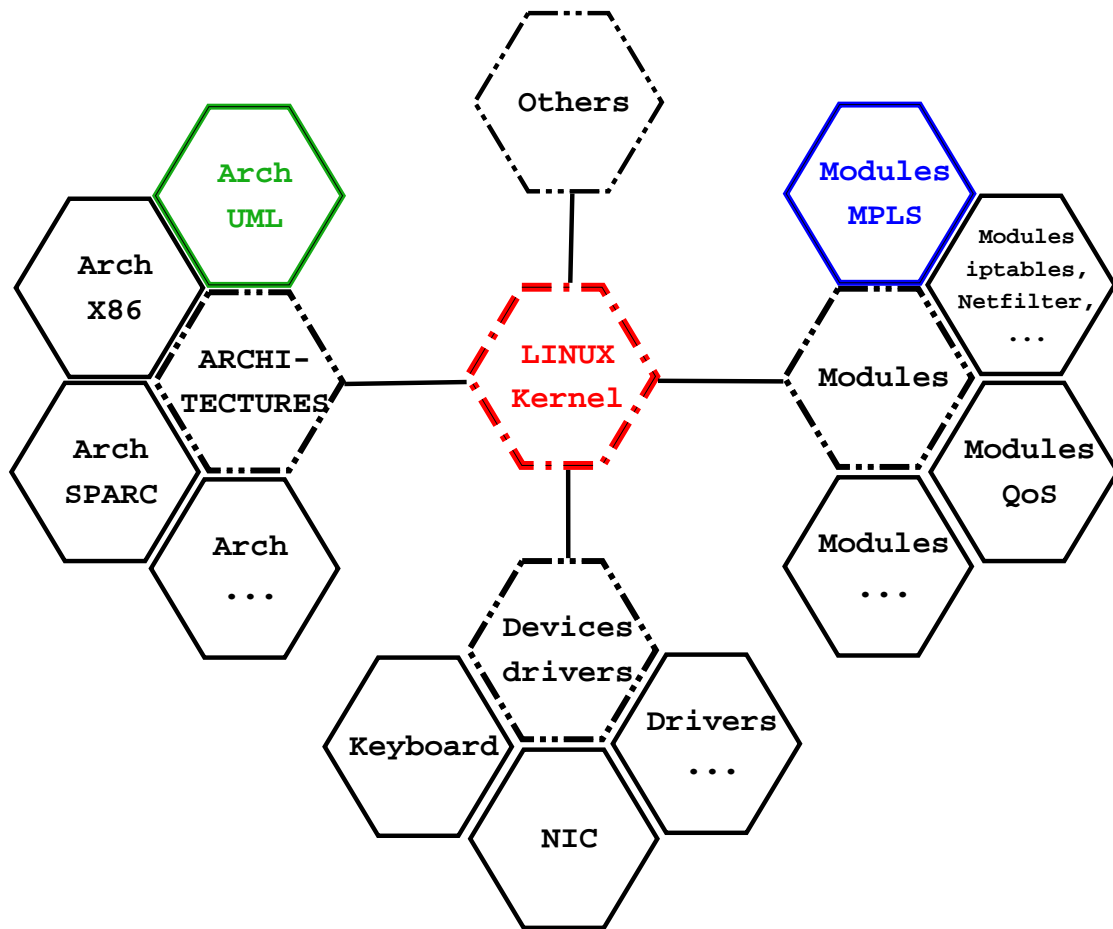 Others
Arch
UML
Modules
MPLS
Arch
X86
Modules
iptables,
Netfilter,
...
ARCHI-
TECTURES
LINUX
Kernel
Modules
Arch
SPARC
Modules
QoS
Arch
...
Modules
...
Devices
drivers
Keyboard
Drivers
...
NIC